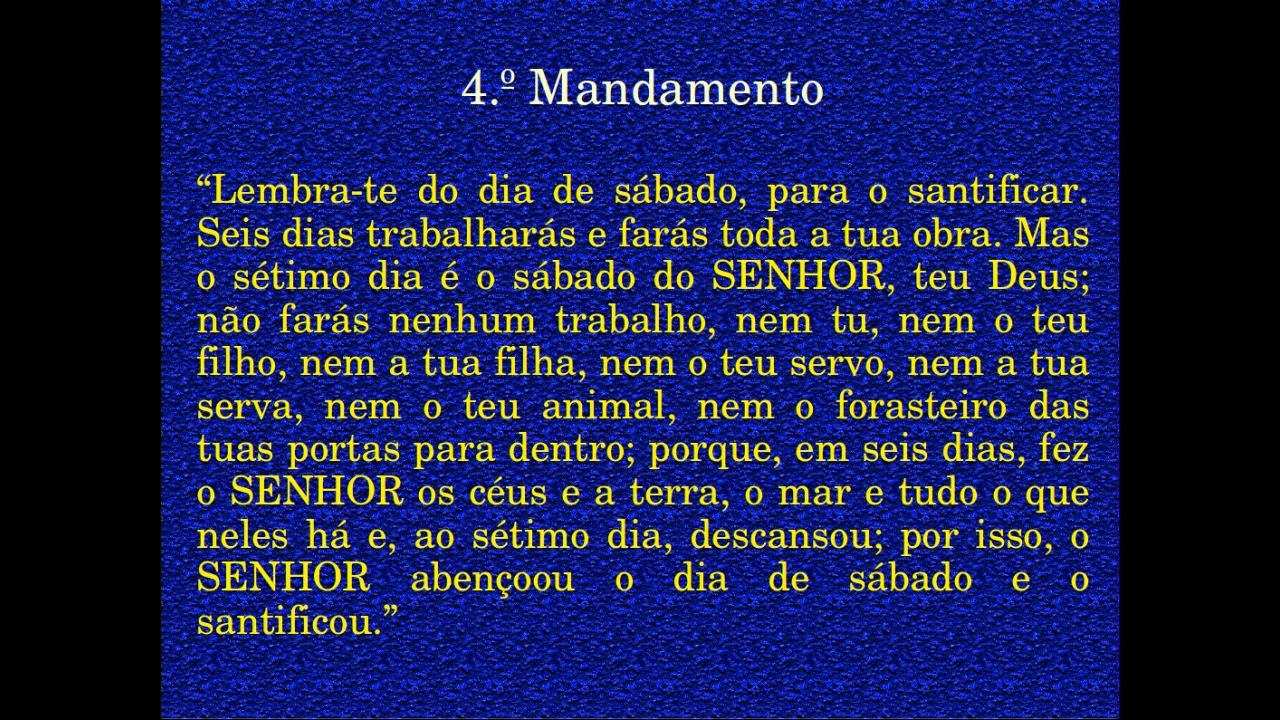 4.º Mandamento
“Lembra-te do dia de sábado, para o santificar.
Seis dias trabalharás e farás toda a tua obra. Mas
o sétimo dia é o sábado do SENHOR, teu Deus;
não farás nenhum trabalho, nem tu, nem o teu
filho, nem a tua filha, nem o teu servo, nem a tua
serva, nem o teu animal, nem o forasteiro das
tuas portas para dentro; porque, em seis dias, fez
o SENHOR os céus e a terra, o mar e tudo o que
neles há e, ao sétimo dia, descansou; por isso, o
SENHOR abençoou o dia de sábado e o
santificou.”